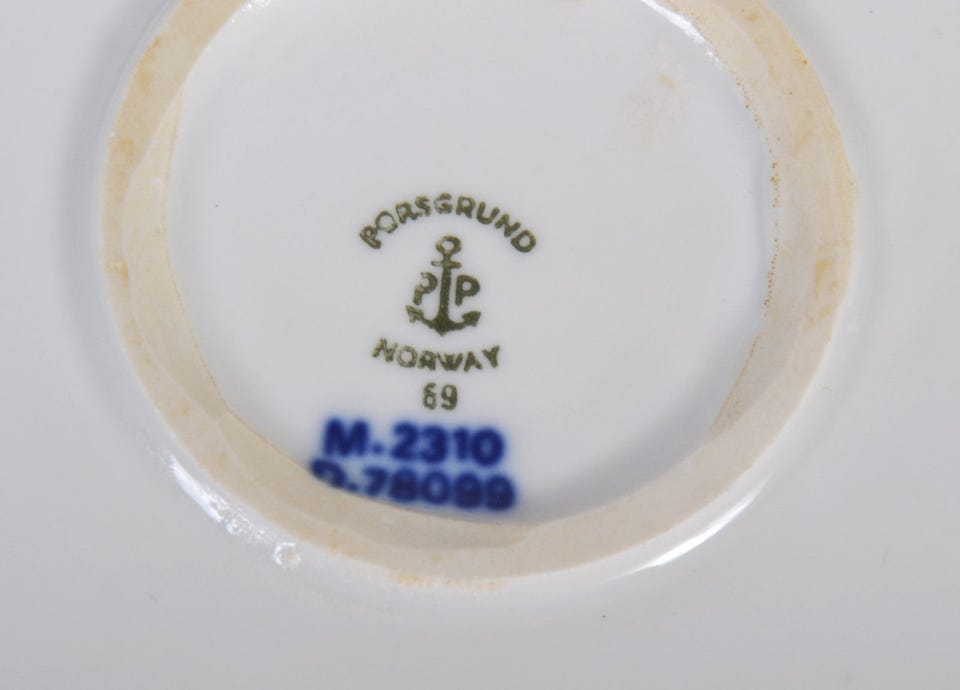 PORSGRUND
P P
NORWAY
69
M.2310
D.78099